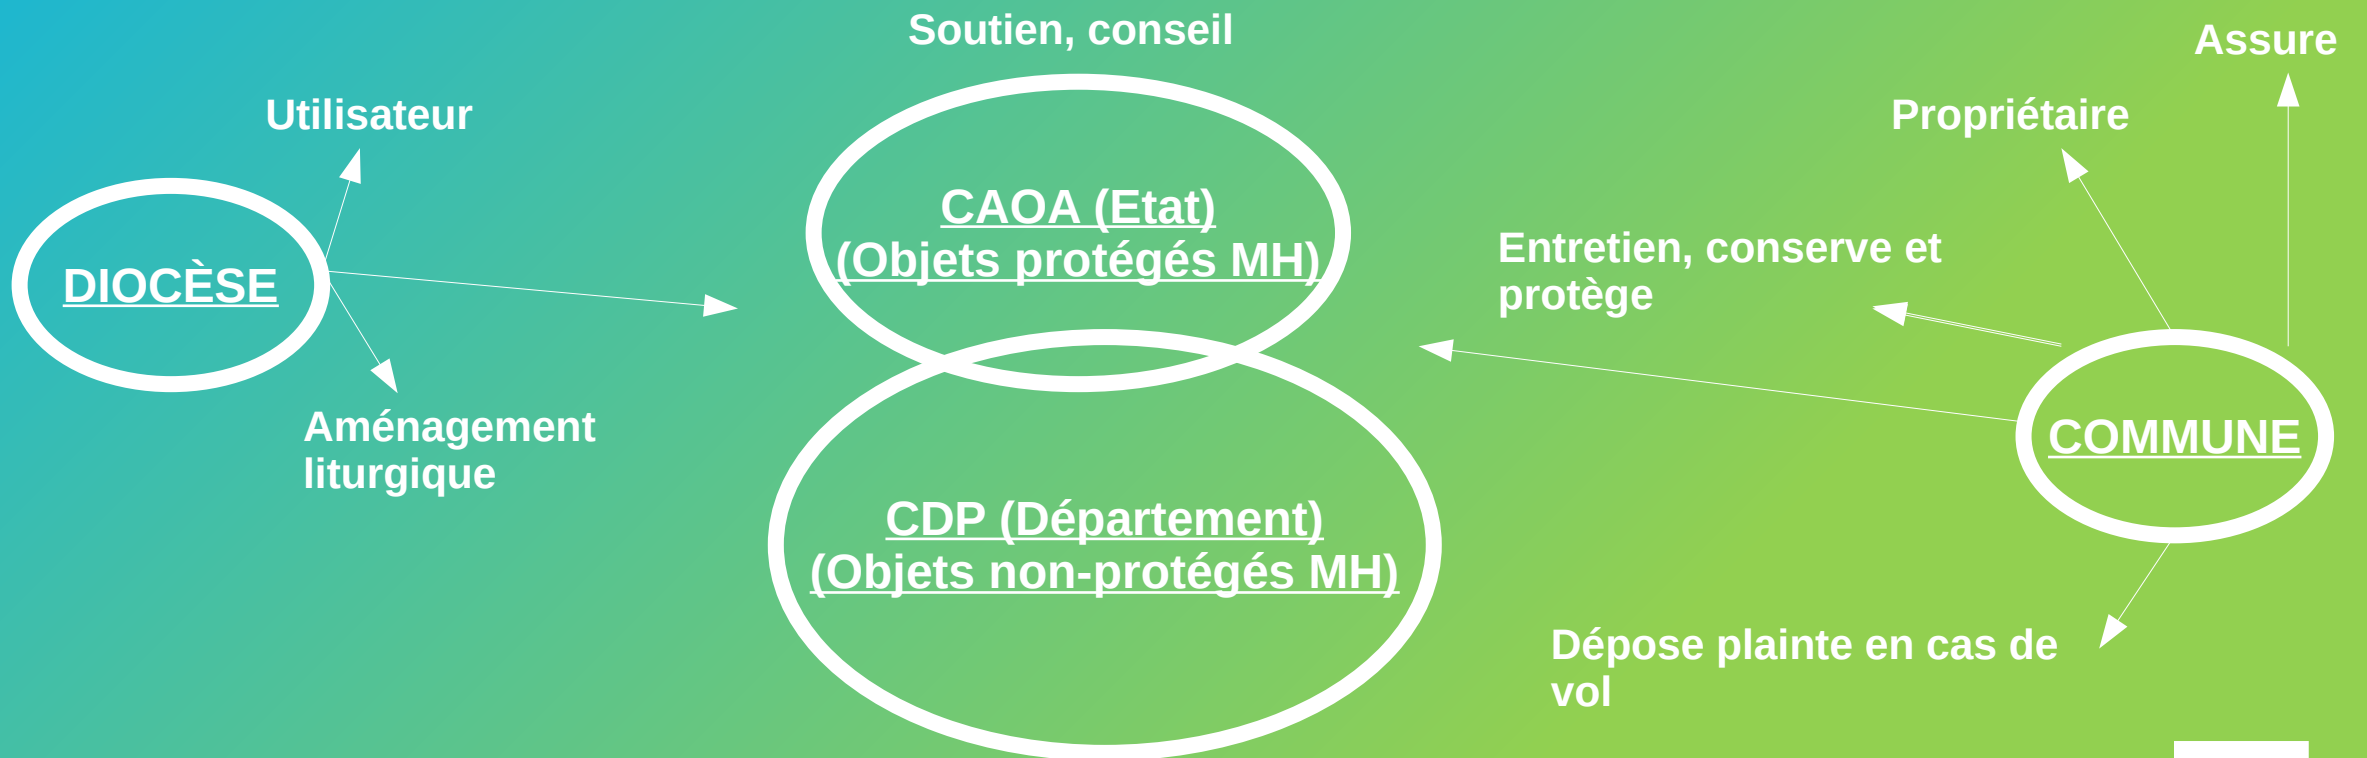 Soutien, conseil
Assure
Utilisateur
Propriétaire
CAOA (Etat)
(Objets protégés MH)
Entretien, conserve et
protège
DIOCÈSE
Aménagement
liturgique
COMMUNE
CDP (Département)
(Objets non-protégés MH)
Dépose plainte en cas de
vol